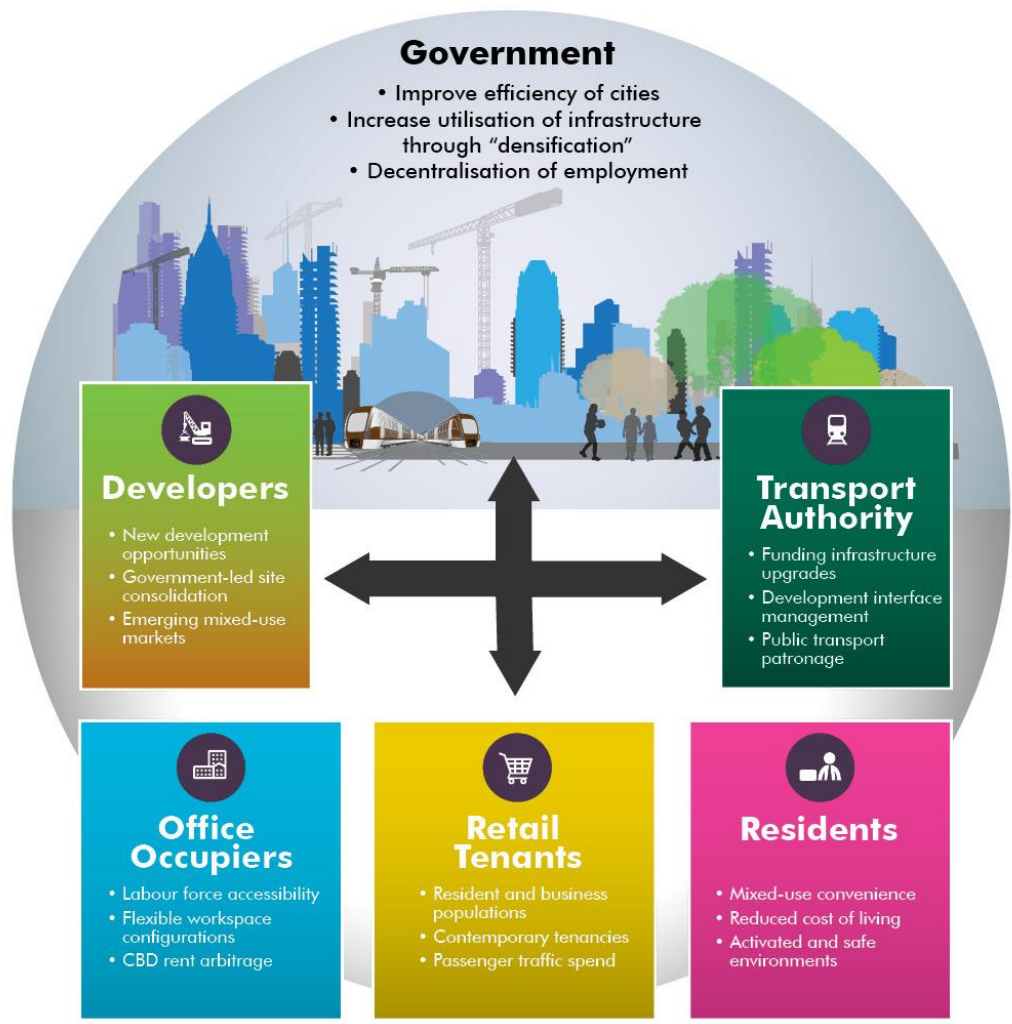 Government
• Improve efficiency of cities
• Increase utilisation of infrastructure
through “densification”
• Decentralisation of employment
Developers
• New development
opportunities
• Government-led site
consolidation
• Emerging mixed-use
markets
Transport
Authority
• Funding infrastructure
upgrades
• Development interface
management
• Public transport
patronage
Office
Occupiers
• Labour force accessibility
• Flexible workspace
configurations
• CBD rent arbitrage
Retail
Tenants
• Resident and business
populations
• Contemporary tenancies
• Passenger traffic spend
Residents
• Mixed-use convenience
• Reduced cost of living
• Activated and safe
environments